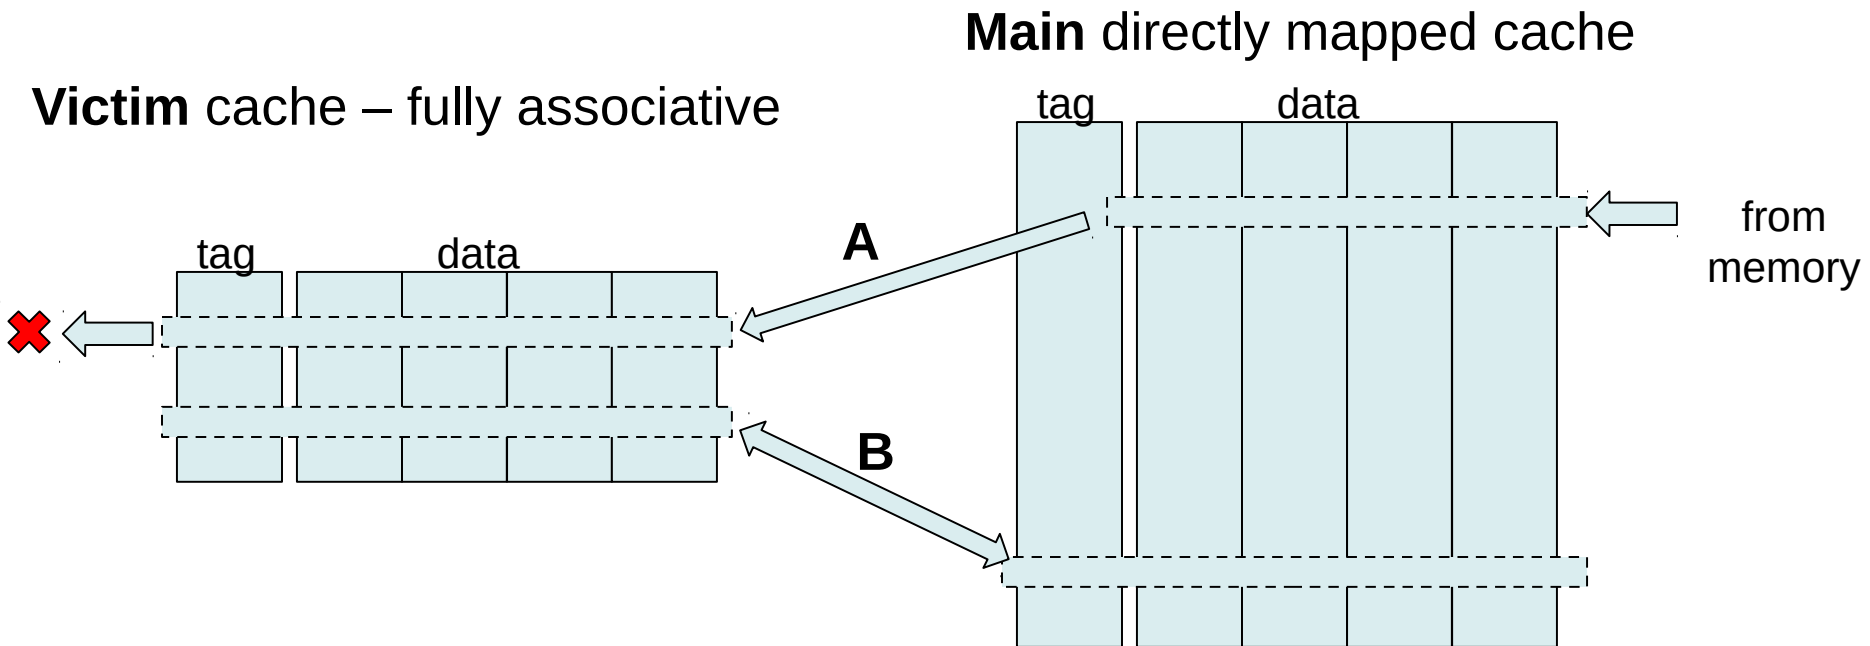 Main directly mapped cache
Victim cache – fully associative
tag
data
A
from
memory
tag
data
B